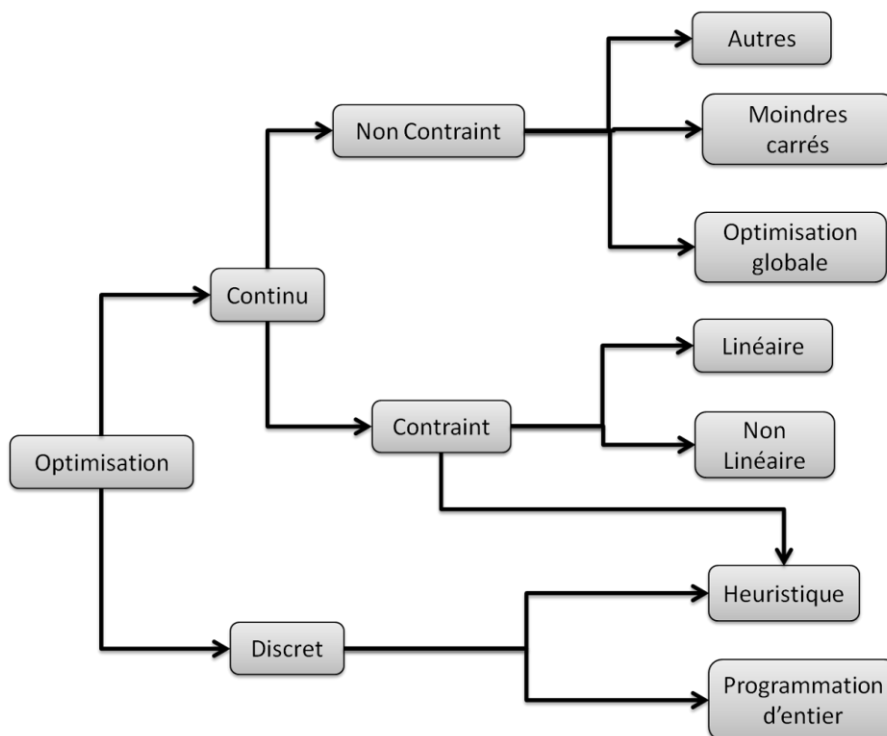 Autres
Non Contraint
Moindres
carrés
Optimisation
globale
Continu
Linéaire
Contraint
Non
Linéaire
Optimisation
Heuristique
Discret
Programmation
d'entier